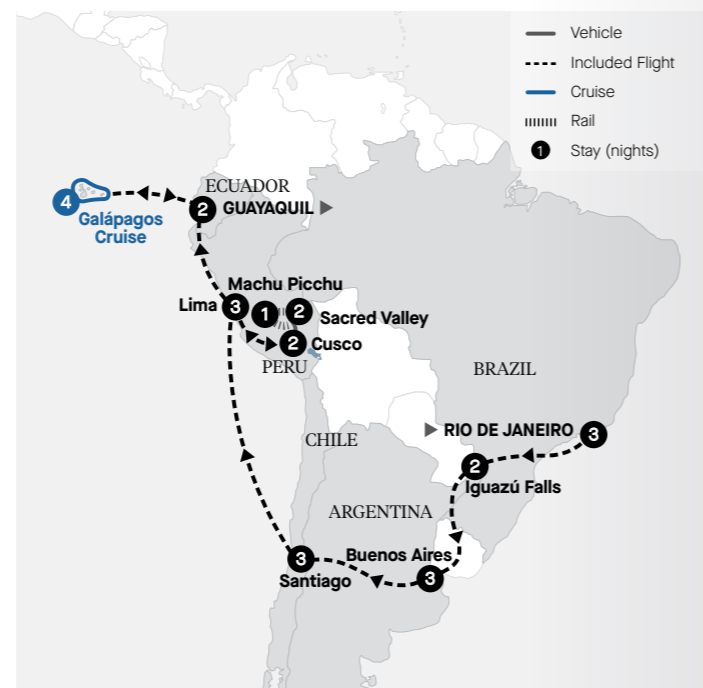 Vehicle
Included Flight
Cruise
Rail
1 Stay (nights)
ECUADOR
4
Galápagos
Cruise
2 GUAYAQUIL
Machu Picchu
Lima 3
1
2
Sacred Valley
2 Cusco
PERU
BRAZIL
RIO DE JANEIRO 3
CHILE
2
Iguazú Falls
ARGENTINA
Buenos Aires
3
3
Santiago